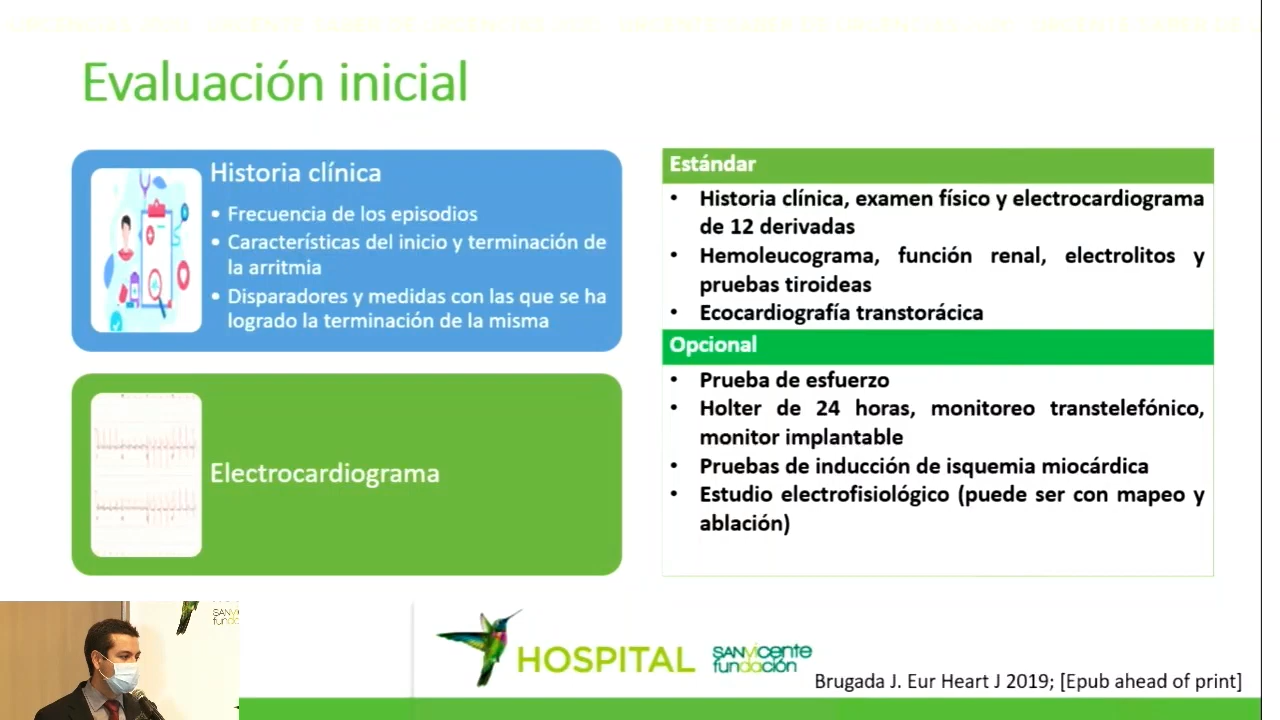 Evaluación inicial
Historia clínica
• Frecuencia de los episodios
• Características del inicio y terminación de
la arritmia
• Disparadores y medidas con las que se ha
logrado la terminación de la misma
Electrocardiograma
Estándar
• Historia clínica, examen físico y electrocardiograma
de 12 derivadas
• Hemoleucograma, función renal, electrolitos y
pruebas tiroideas
• Ecocardiografía transtorácica
Opcional
• Prueba de esfuerzo
• Holter de 24 horas, monitoreo transtelefónico,
monitor implantable
• Pruebas de inducción de isquemia miocárdica
• Estudio electrofisiológico (puede ser con mapeo y
ablación)
HOSPITAL
SANVICENTE
fundación
Brugada J. Eur Heart J 2019; [Epub ahead of print]